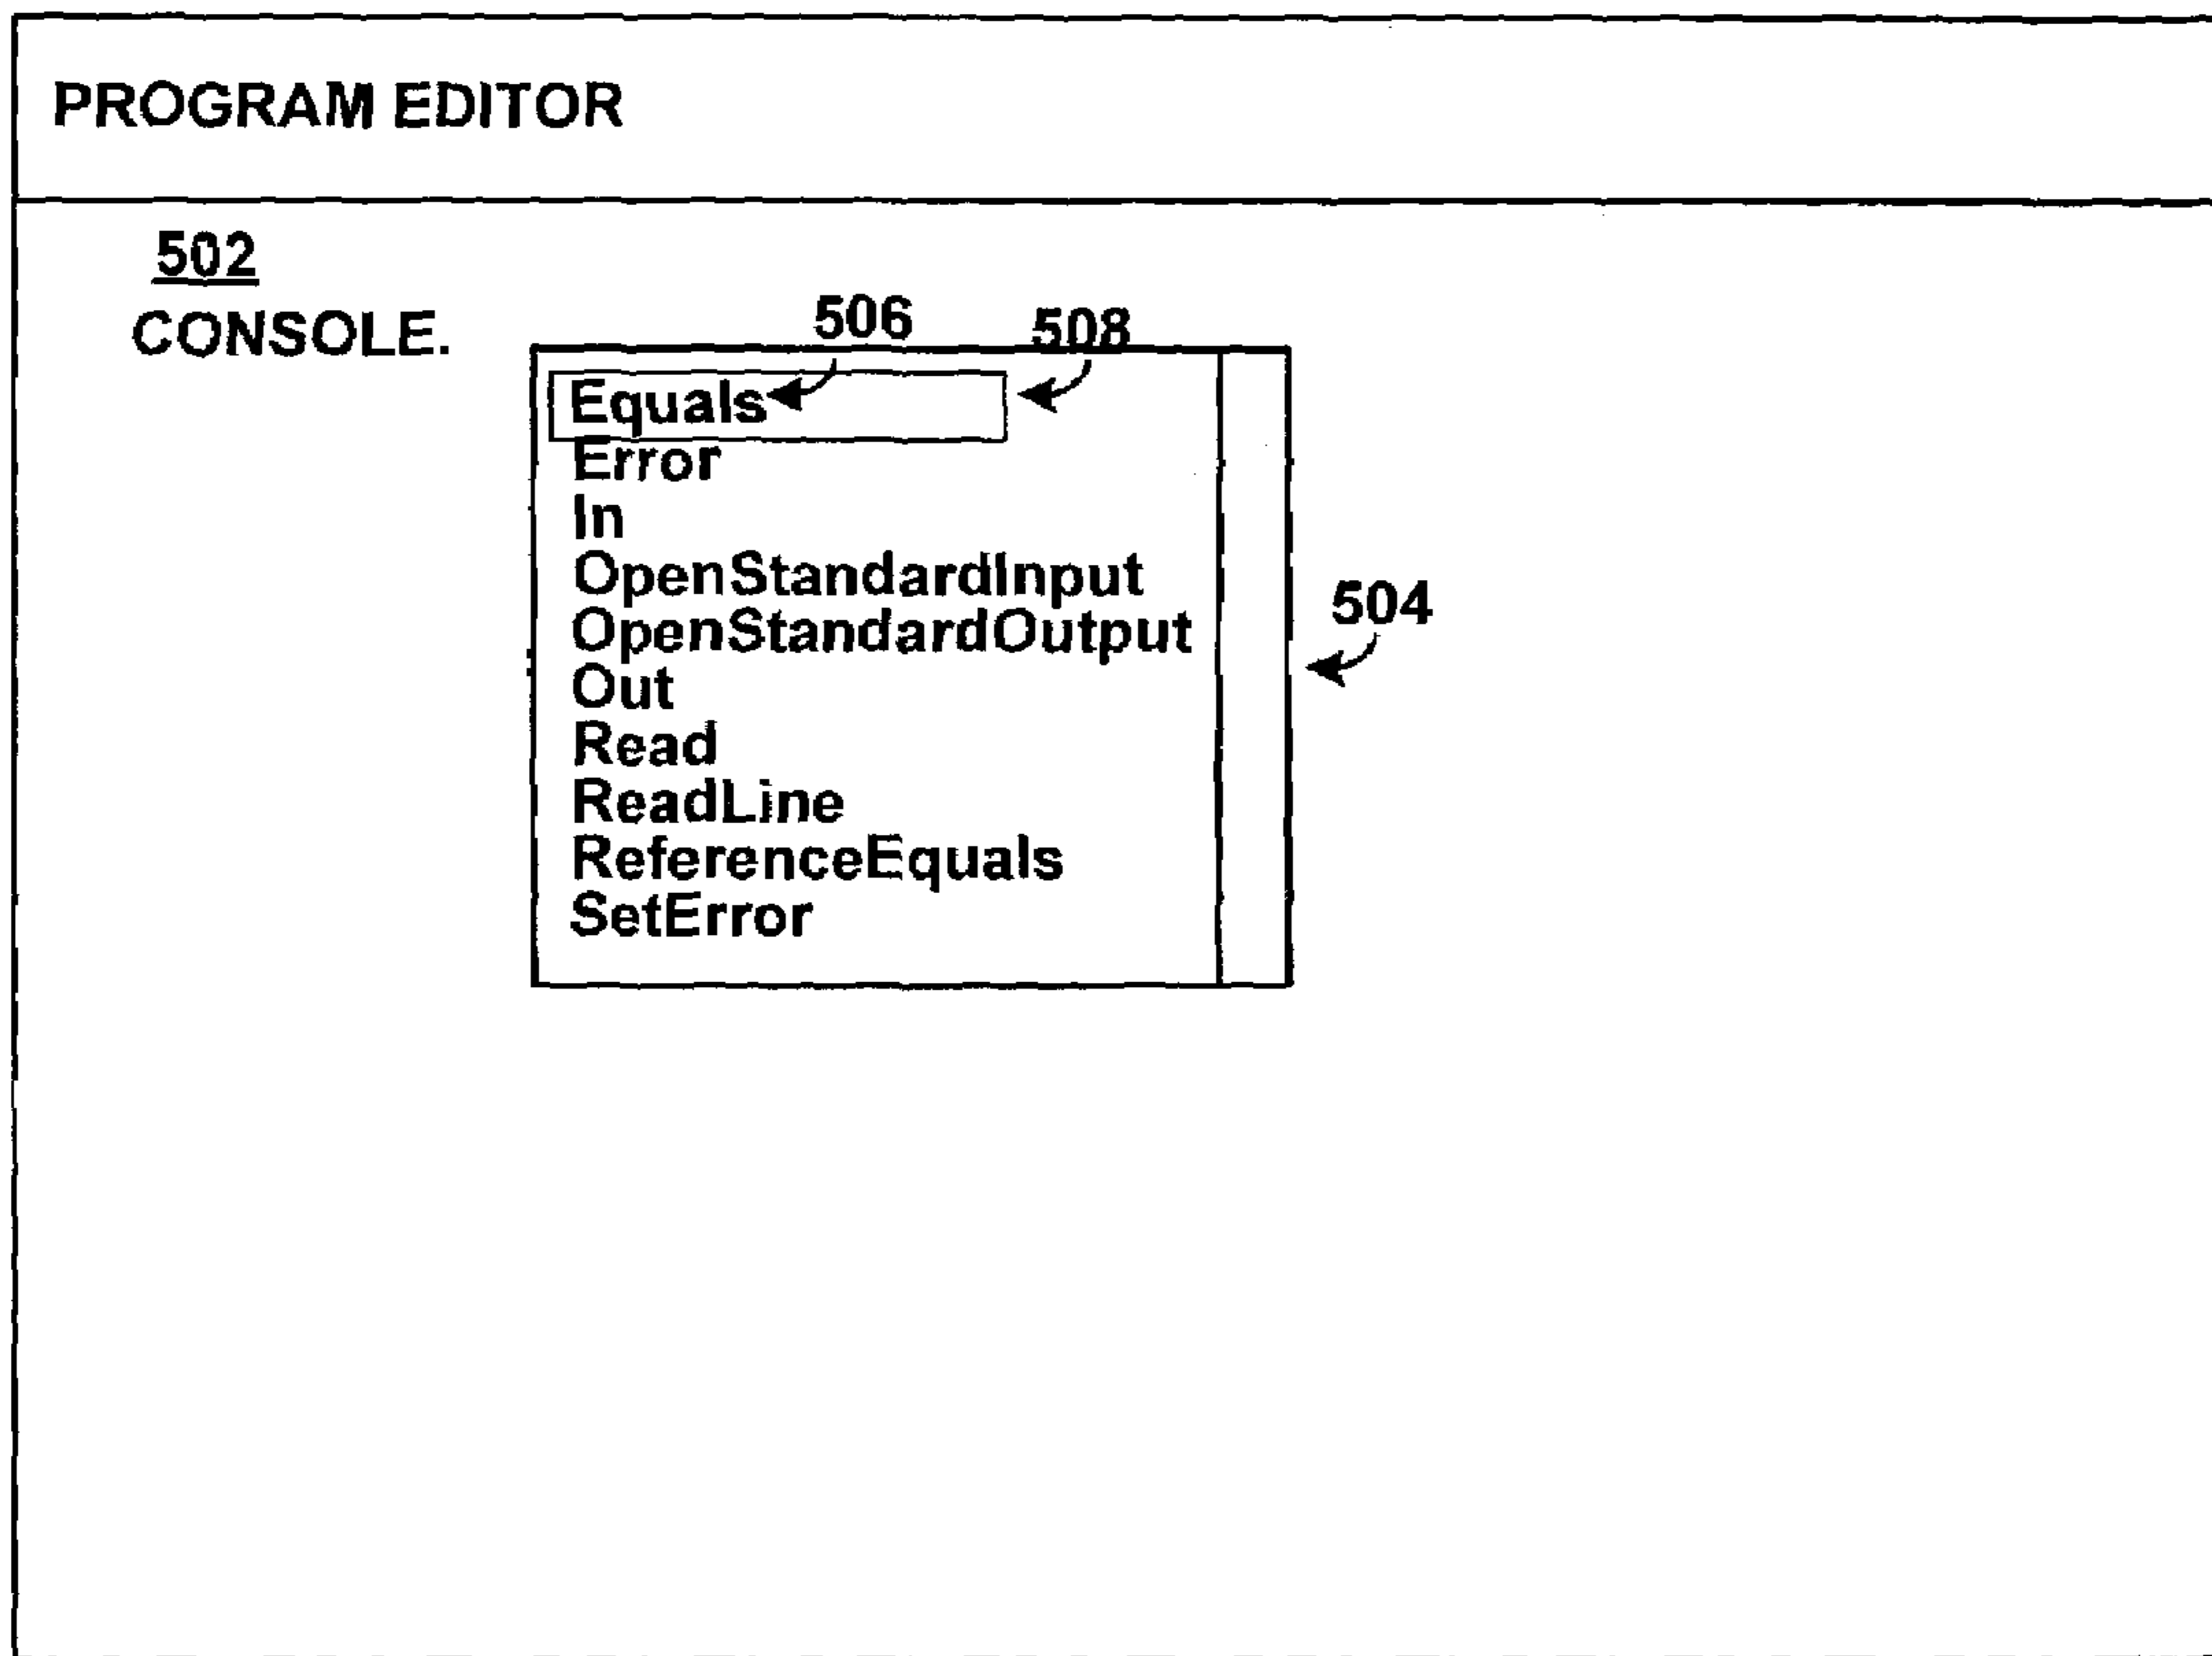 PROGRAM EDITOR
502
CONSOLE.
506
508
Equals
Error
In
OpenStandardInput
OpenStandardOutput
504
Out
Read
ReadLine
ReferenceEquals
SetError